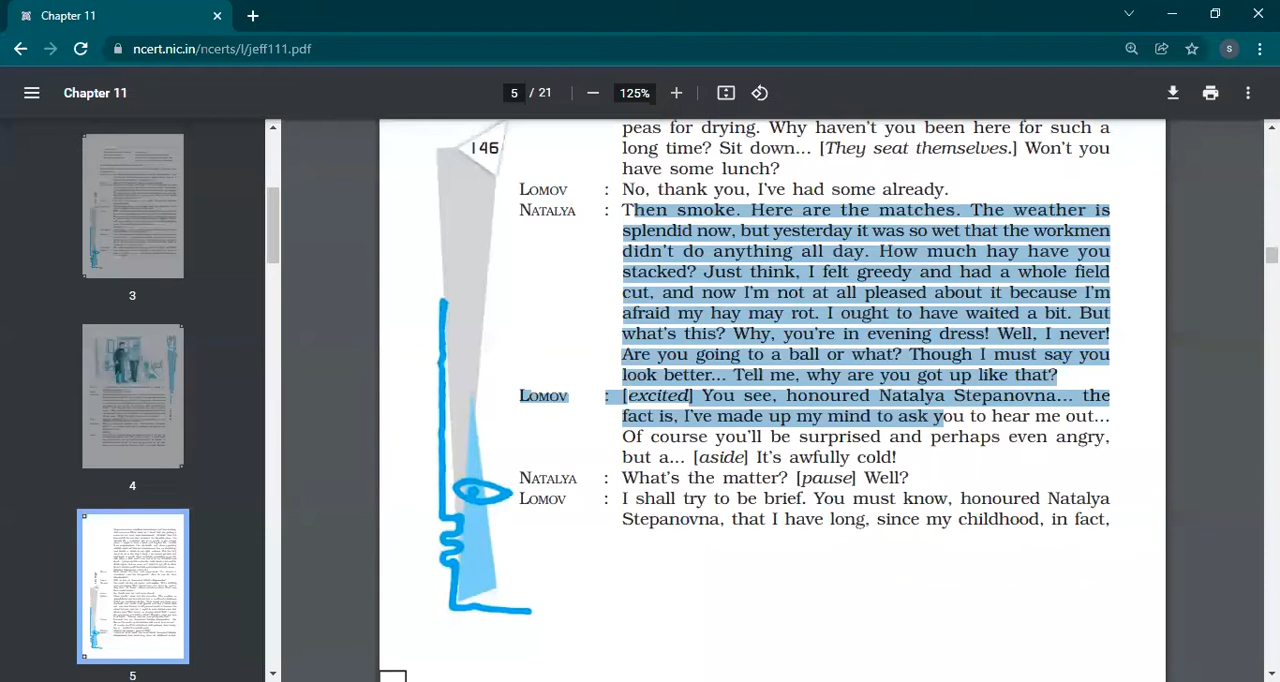 Chapter 11
ncert.nic.in/ncerts/l/jeff111.pdf
S
Chapter 11
5 / 21
125%
3
4
5
146
peas for drying. Why haven't you been here for such a
long time? Sit down... [They seat themselves.] Won't you
have some lunch?
LOMOV : No, thank you, I've had some already.
NATALYA : Then smoke. Here are the matches. The weather is
splendid now, but yesterday it was so wet that the workmen
didn't do anything all day. How much hay have you
stacked? Just think, I felt greedy and had a whole field
cut, and now I'm not at all pleased about it because I'm
afraid my hay may rot. I ought to have waited a bit. But
what's this? Why, you're in evening dress! Well, I never!
Are you going to a ball or what? Though I must say you
look better... Tell me, why are you got up like that?
LOMOV : [excited] You see, honoured Natalya Stepanovna... the
fact is, I've made up my mind to ask you to hear me out...
Of course you'll be surprised and perhaps even angry,
but a... [aside] It's awfully cold!
NATALYA : What's the matter? [pause] Well?
LOMOV : I shall try to be brief. You must know, honoured Natalya
Stepanovna, that I have long, since my childhood, in fact,